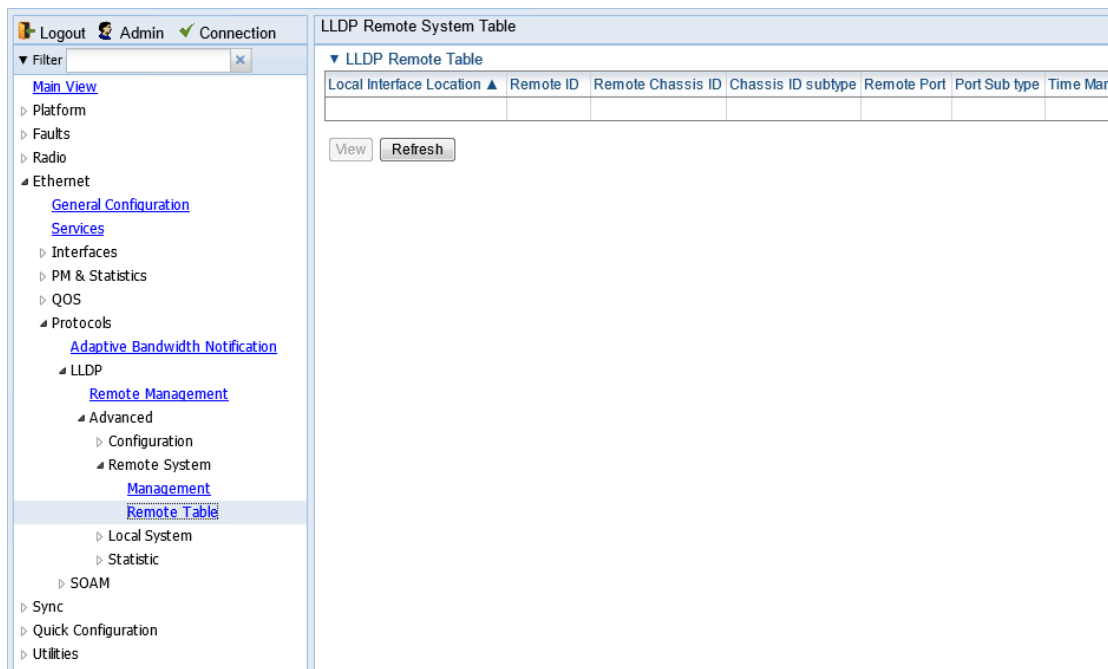 Logout Admin Connection
Filter
Main View
Platform
Faults
Radio
Ethernet
General Configuration
Services
Interfaces
PM & Statistics
QOS
Protocols
Adaptive Bandwidth Notification
LLDP
Remote Management
Advanced
Configuration
Remote System
Management
Remote Table
Local System
Statistic
SOAM
Sync
Quick Configuration
Utilities
LLDP Remote System Table
LLDP Remote Table
Local Interface Location ▲ Remote ID Remote Chassis ID Chassis ID subtype Remote Port Port Sub type Time Mar
View Refresh